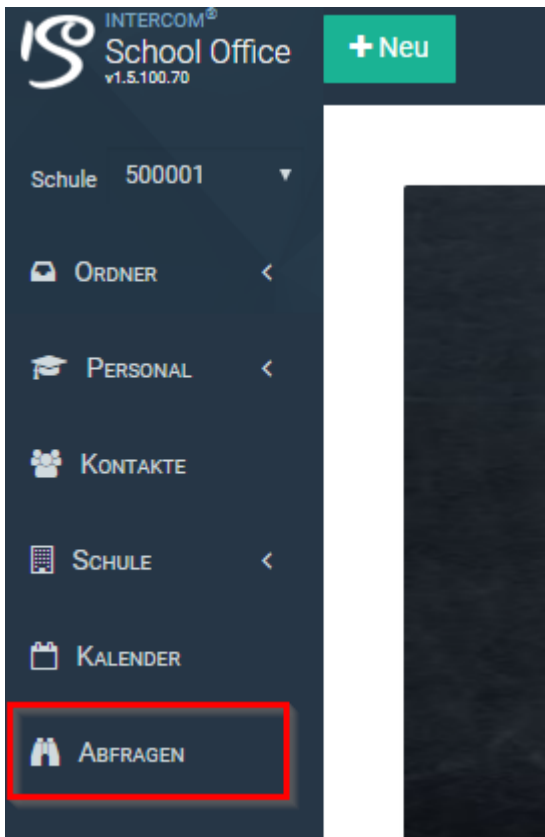 INTERCOM®
School Office
v1.5.100.70
+ Neu
Schule 500001
ORDNER
PERSONAL
KONTAKTE
SCHULE
KALENDER
ABFRAGEN